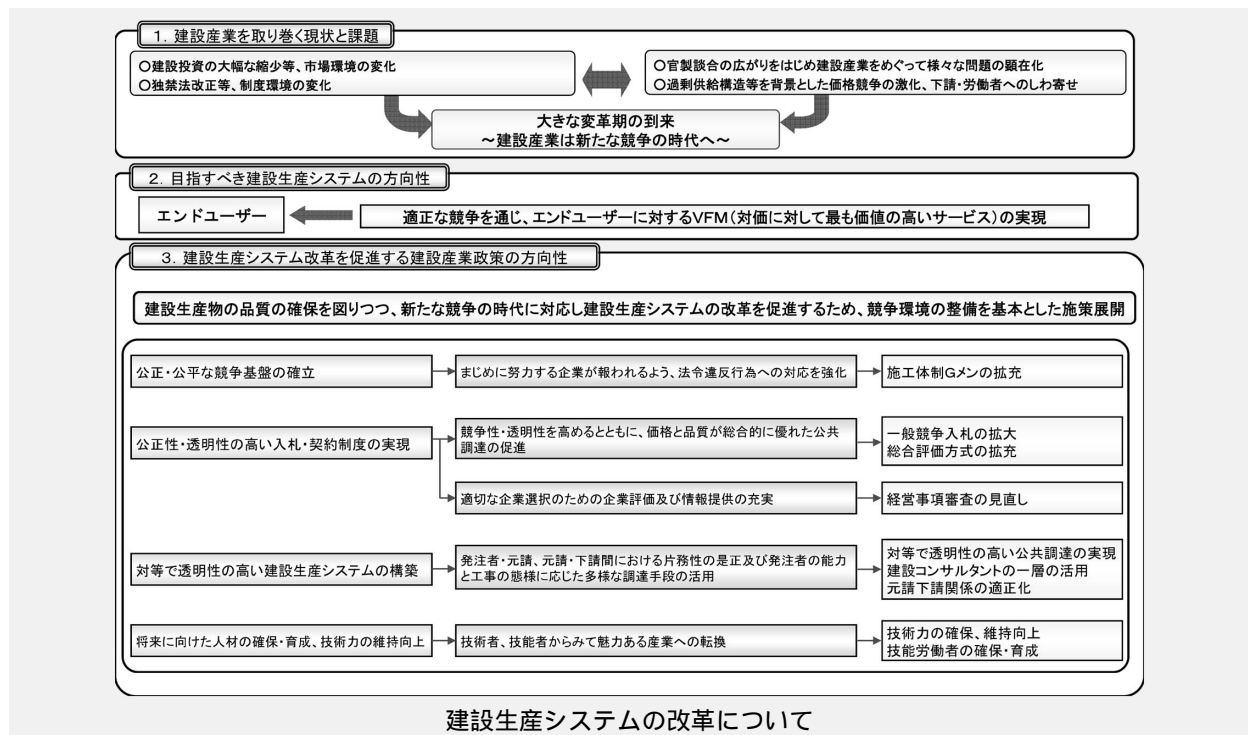 1．建設産業を取り巻く現状と課題
○建設投資の大幅な縮少等、市場環境の変化
○独禁法改正等、制度環境の変化
○官製談合の広がりをはじめ建設産業をめぐって様々な問題の顕在化
○過剰供給構造等を背景とした価格競争の激化、下請・労働者へのしわ寄せ
大きな変革期の到来
～建設産業は新たな競争の時代へ～
2．目指すべき建設生産システムの方向性
エンドユーザー
適正な競争を通じ、エンドユーザーに対するVFM（対価に対して最も価値の高いサービス）の実現
3．建設生産システム改革を促進する建設産業政策の方向性
建設生産物の品質の確保を図りつつ、新たな競争の時代に対応し建設生産システムの改革を促進するため、競争環境の整備を基本とした施策展開
公正・公平な競争基盤の確立
まじめに努力する企業が報われるよう、法令違反行為への対応を強化
施工体制Gメンの拡充
公正性・透明性の高い入札・契約制度の実現
競争性・透明性を高めるとともに、価格と品質が総合的に優れた公共
調達の促進
一般競争入札の拡大
総合評価方式の拡充
適切な企業選択のための企業評価及び情報提供の充実
経営事項審査の見直し
対等で透明性の高い建設生産システムの構築
発注者・元請、元請・下請間における片務性の是正及び発注者の能力
と工事の態様に応じた多様な調達手段の活用
対等で透明性の高い公共調達の実現
建設コンサルタントの一層の活用
元請下請関係の適正化
将来に向けた人材の確保・育成、技術力の維持向上
技術者、技能者からみて魅力ある産業への転換
技術力の確保、維持向上
技能労働者の確保・育成
建設生産システムの改革について